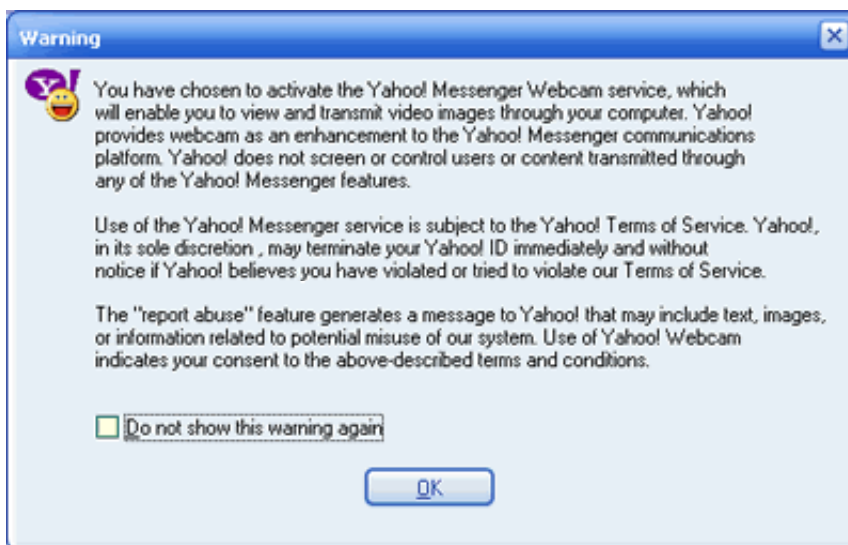 Warning
Y!
You have chosen to activate the Yahoo! Messenger Webcam service, which
will enable you to view and transmit video images through your computer. Yahoo!
provides webcam as an enhancement to the Yahoo! Messenger communications
platform. Yahoo! does not screen or control users or content transmitted through
any of the Yahoo! Messenger features.
Use of the Yahoo! Messenger service is subject to the Yahoo! Terms of Service. Yahoo!,
in its sole discretion , may terminate your Yahoo! ID immediately and without
notice if Yahoo! believes you have violated or tried to violate our Terms of Service.
The "report abuse" feature generates a message to Yahoo! that may include text, images,
or information related to potential misuse of our system. Use of Yahoo! Webcam
indicates your consent to the above-described terms and conditions.
Do not show this warning again
OK